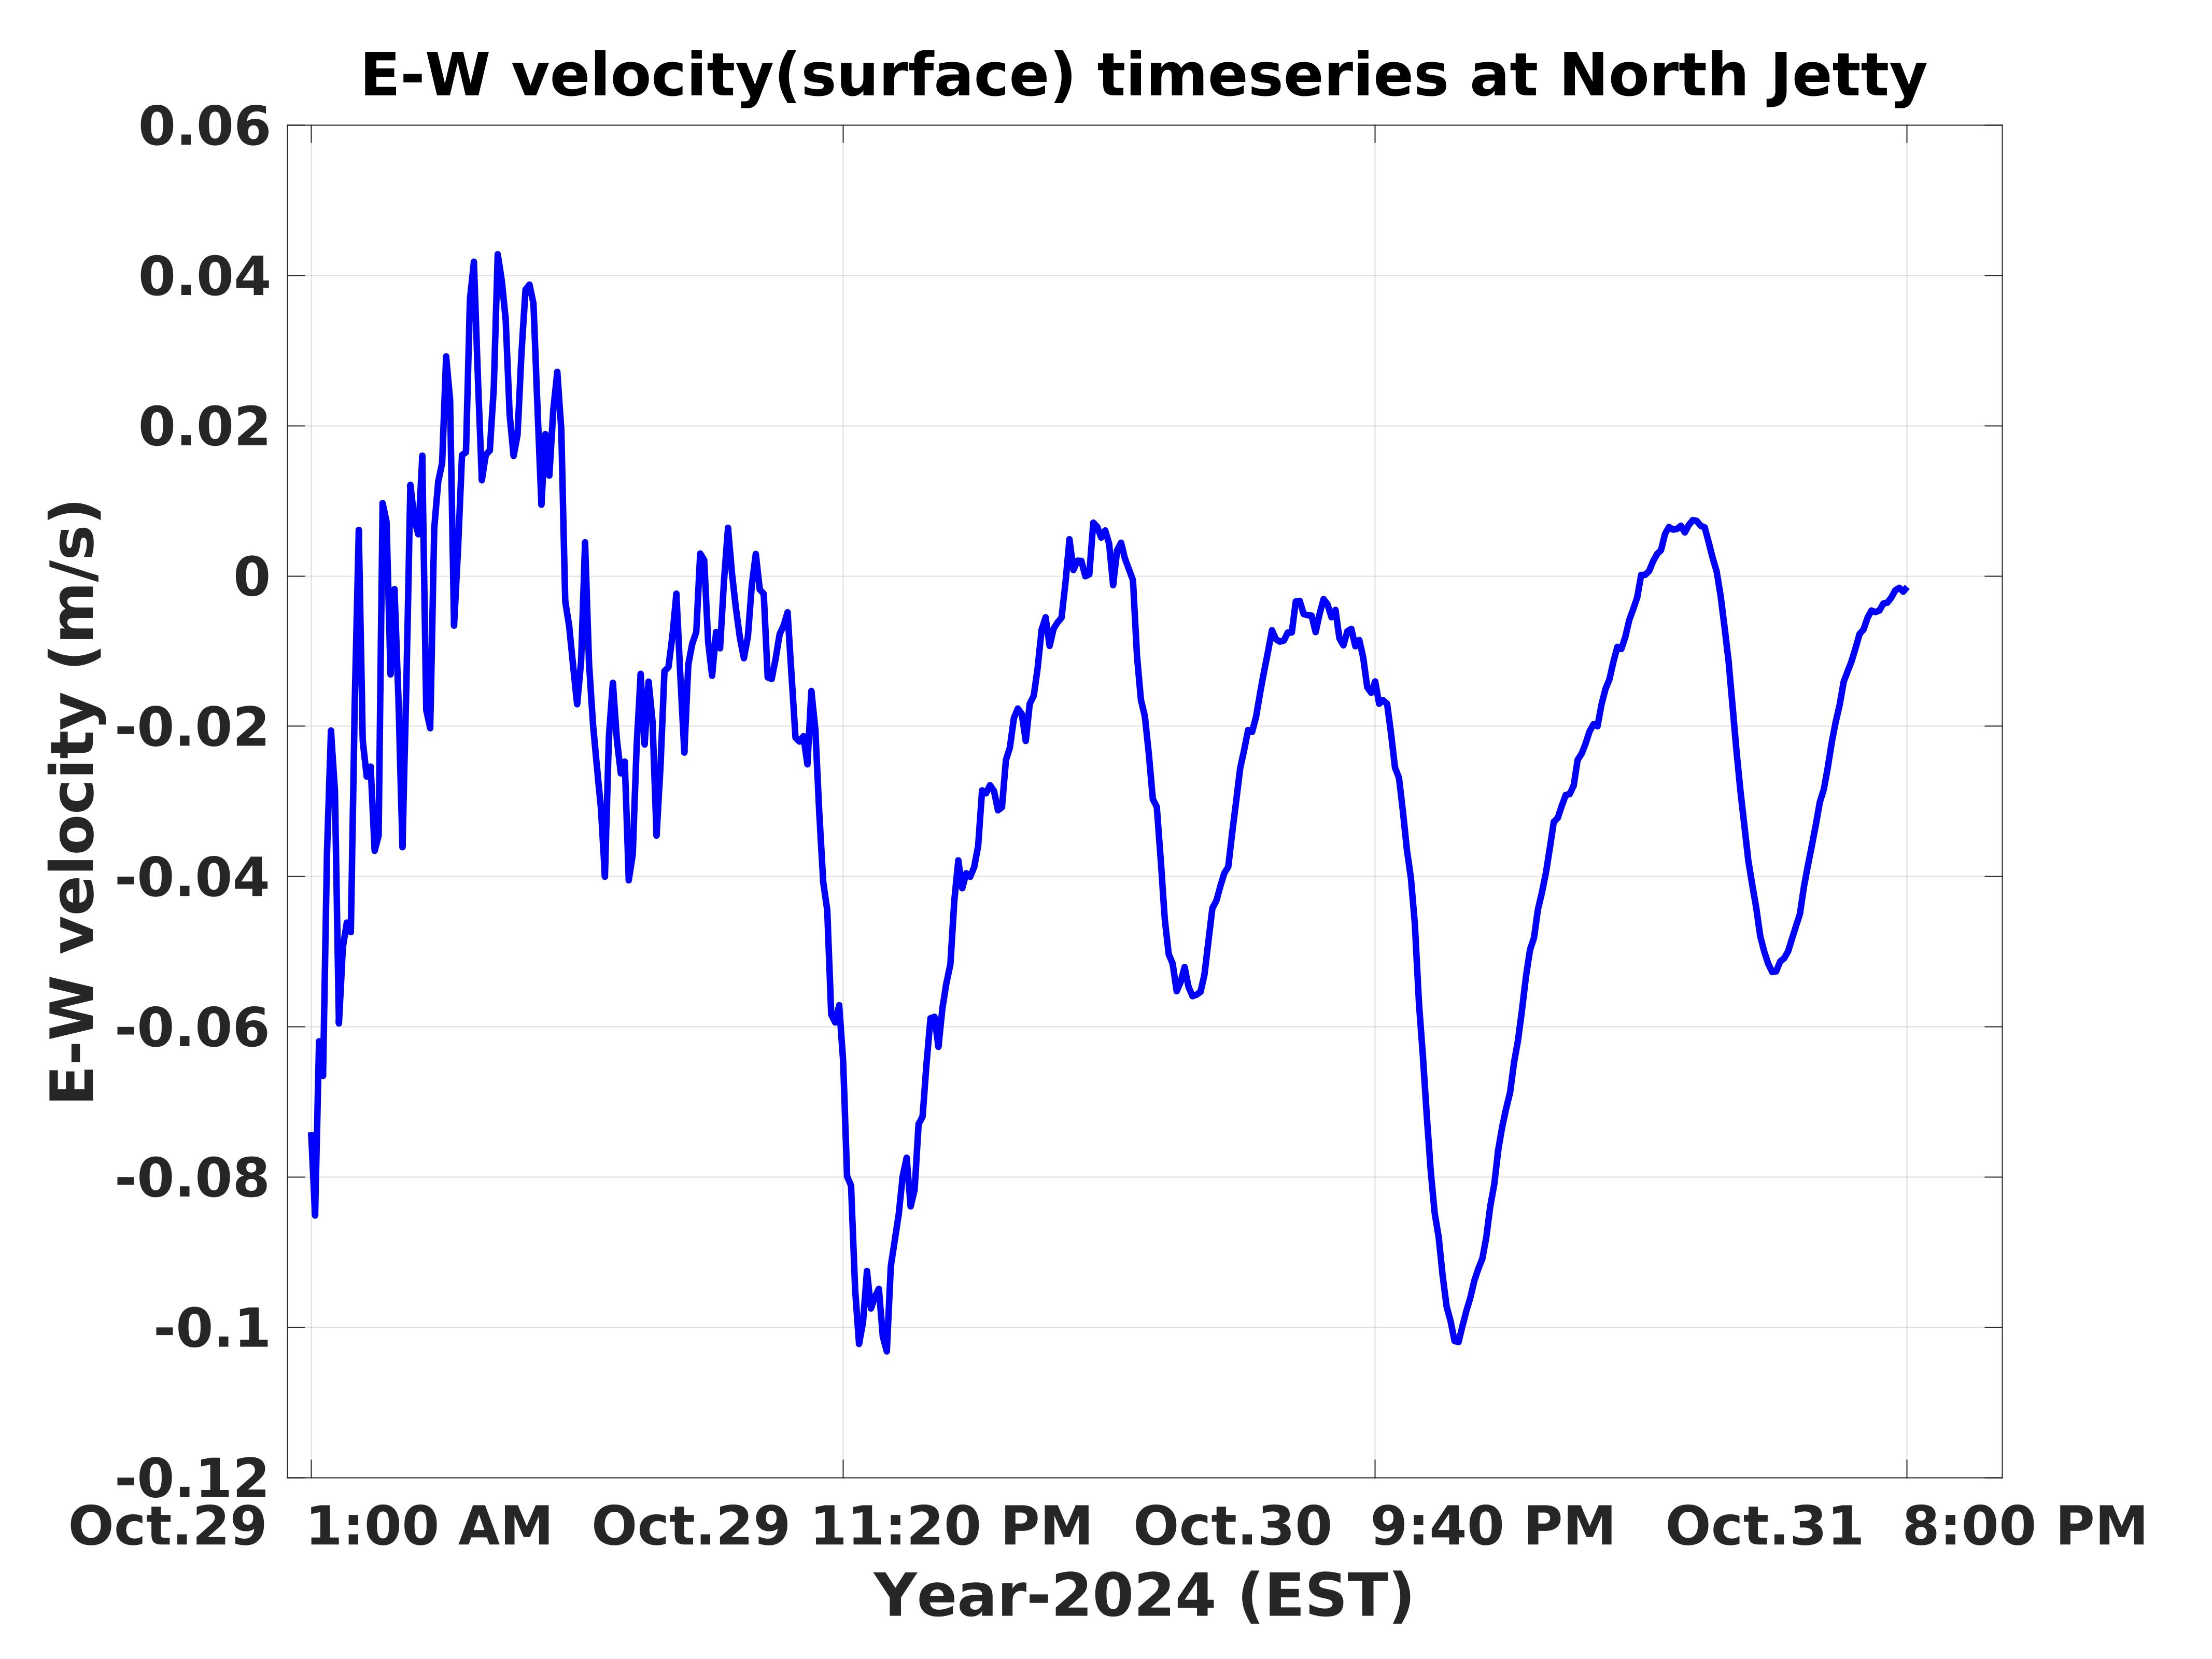 E-W velocity(surface) timeseries at North Jetty
0.06
0.04
0.02
0
-0.02
-0.04
-0.06
-0.08
-0.1
-0.12
E-W velocity (m/s)
Oct.29 1:00 AM Oct.29 11:20 PM Oct.30 9:40 PM Oct.31 8:00 PM
Year-2024 (EST)